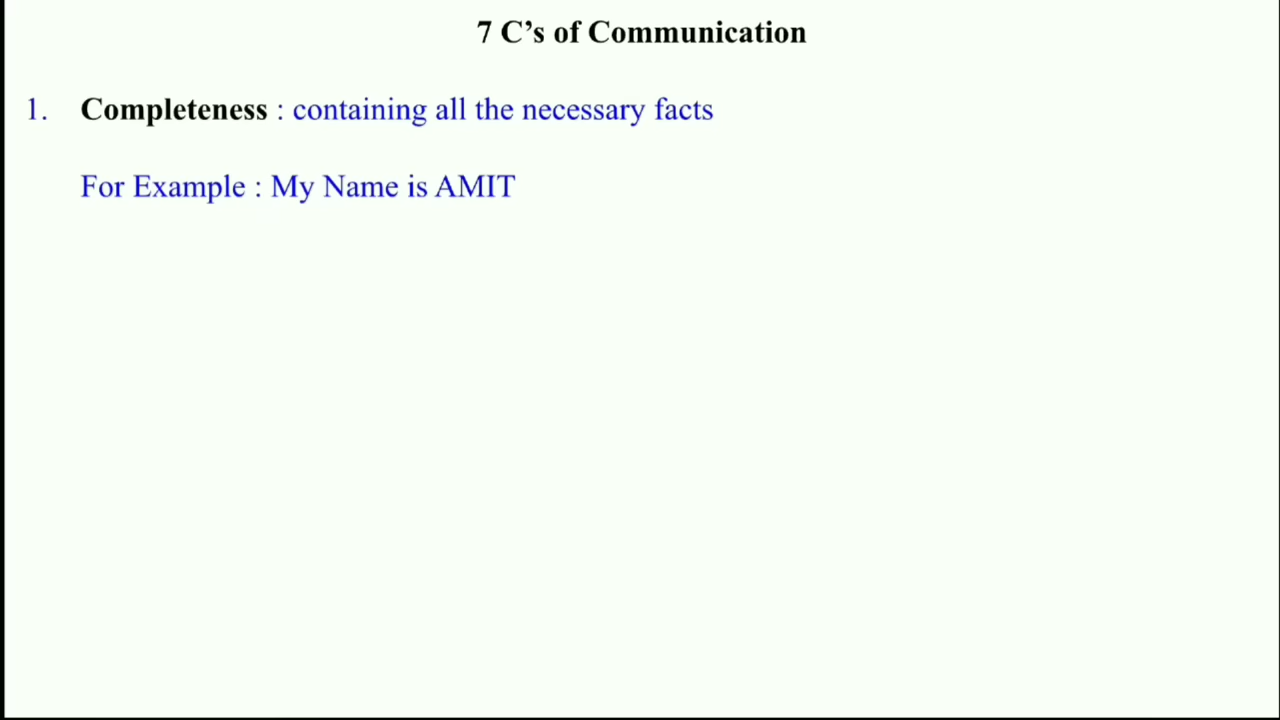 7 C’s of Communication
1. Completeness : containing all the necessary facts
For Example : My Name is AMIT